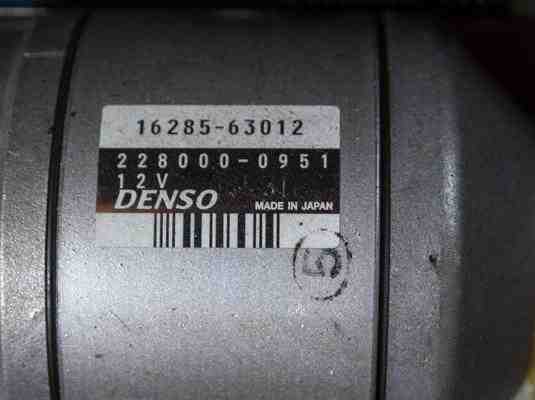 16285-63012
228000-0951
12V
DENSO MADE IN JAPAN
5